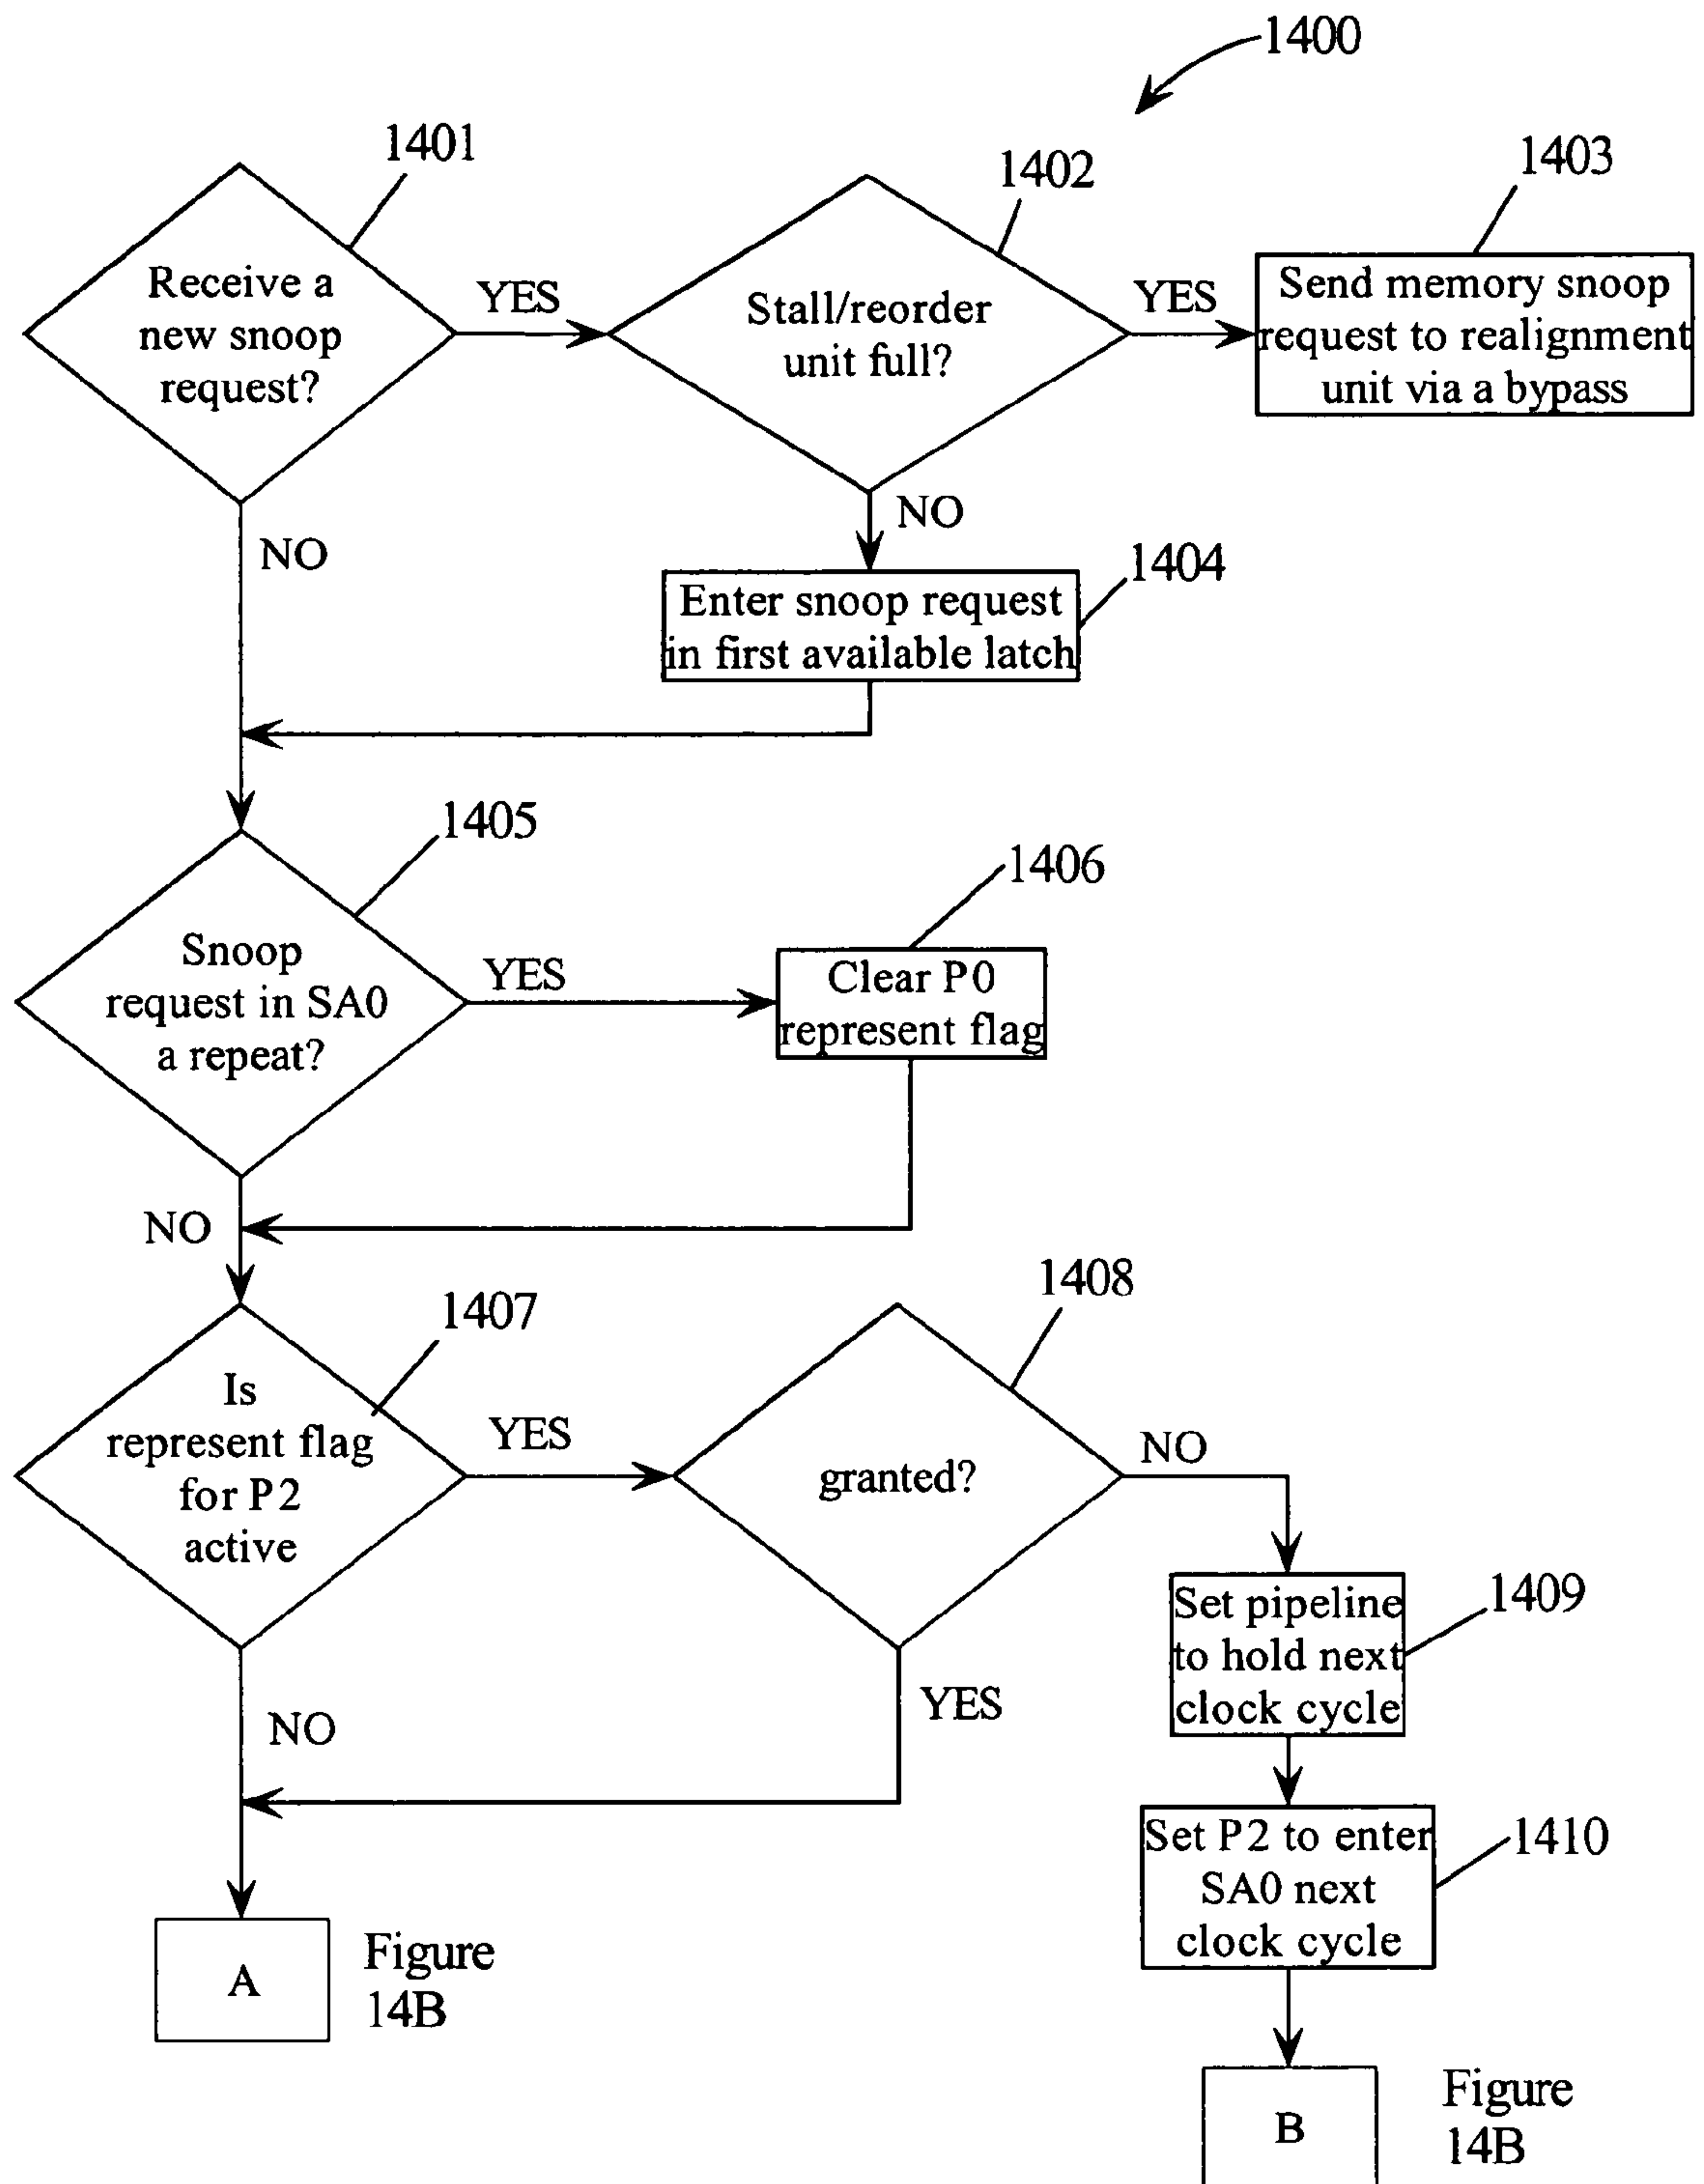 1400
1401
1402
1403
Receive a
new snoop
request?
YES
Stall/reorder
unit full?
YES
Send memory snoop
request to realignment
unit via a bypass
NO
NO
1404
Enter snoop request
in first available latch
1405
1406
Snoop
request in SA0
a repeat?
YES
Clear P0
represent flag
NO
1407
1408
Is
represent flag
for P2
active
YES
granted?
NO
1409
Set pipeline
to hold next
clock cycle
NO
YES
1410
Set P2 to enter
SA0 next
clock cycle
A
Figure
14B
B
Figure
14B